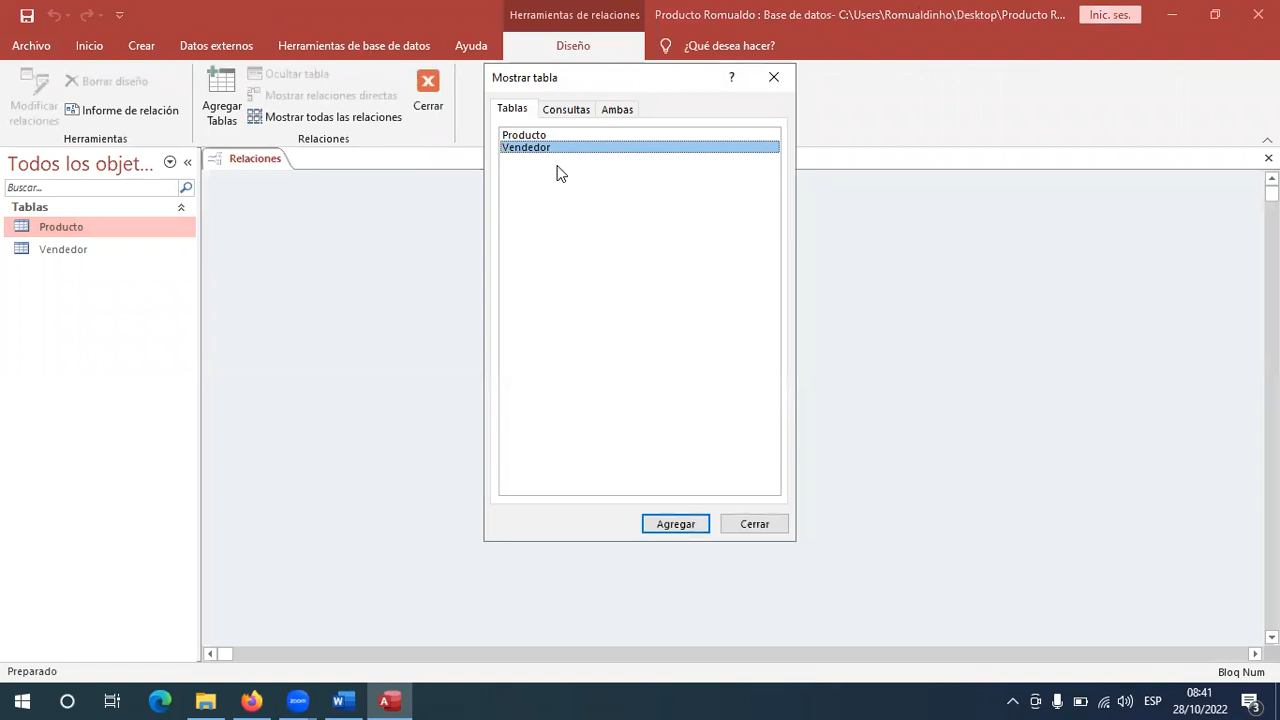 Herramientas de relaciones
Producto Romualdo : Base de datos- C:\Users\Romualdinho\Desktop\Producto R...
Inic. ses.
Archivo
Inicio
Crear
Datos externos
Herramientas de base de datos
Ayuda
Diseño
¿Qué desea hacer?
Modificar
relaciones
Borrar diseño
Informe de relación
Herramientas
Agregar
Tablas
Ocultar tabla
Mostrar relaciones directas
Mostrar todas las relaciones
Relaciones
Cerrar
Todos los objet...
Buscar...
Tablas
Producto
Vendedor
Relaciones
Mostrar tabla
?
Tablas
Consultas
Ambas
Producto
Vendedor
Agregar
Cerrar
Preparado
Bloq Num
zoom
ESP
08:41
28/10/2022
3